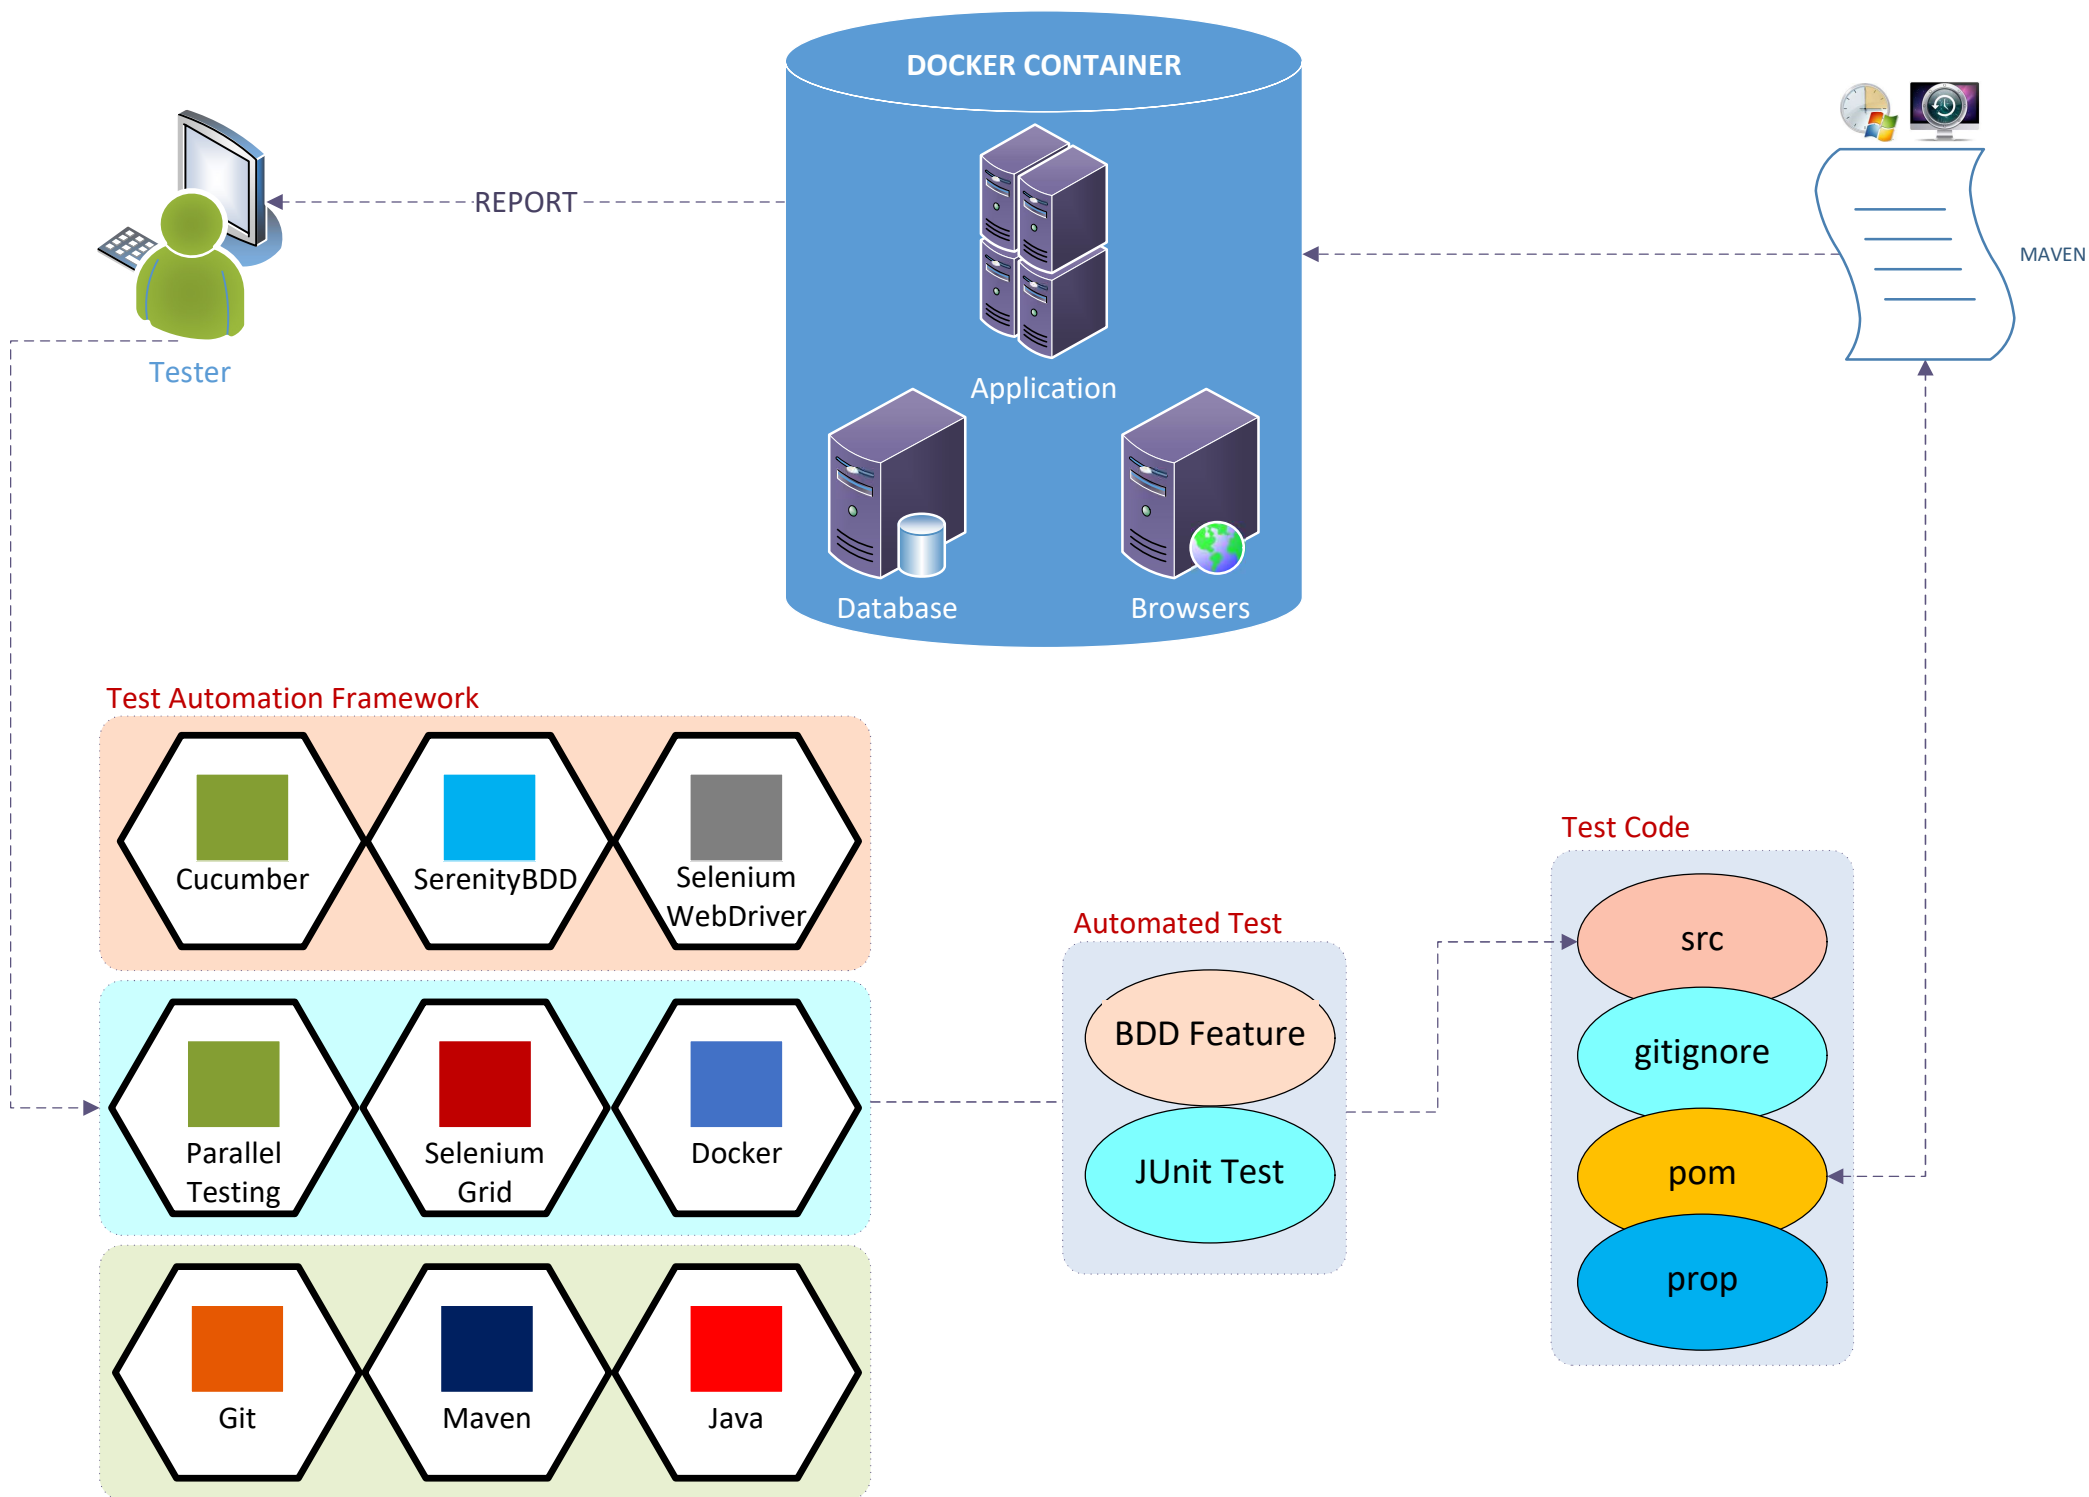 DOCKER CONTAINER
REPORT
MAVEN
Tester
Application
Database
Browsers
Test Automation Framework
Cucumber
SerenityBDD
Selenium
WebDriver
Parallel
Testing
Selenium
Grid
Docker
Git
Maven
Java
Automated Test
BDD Feature
JUnit Test
Test Code
src
gitignore
pom
prop